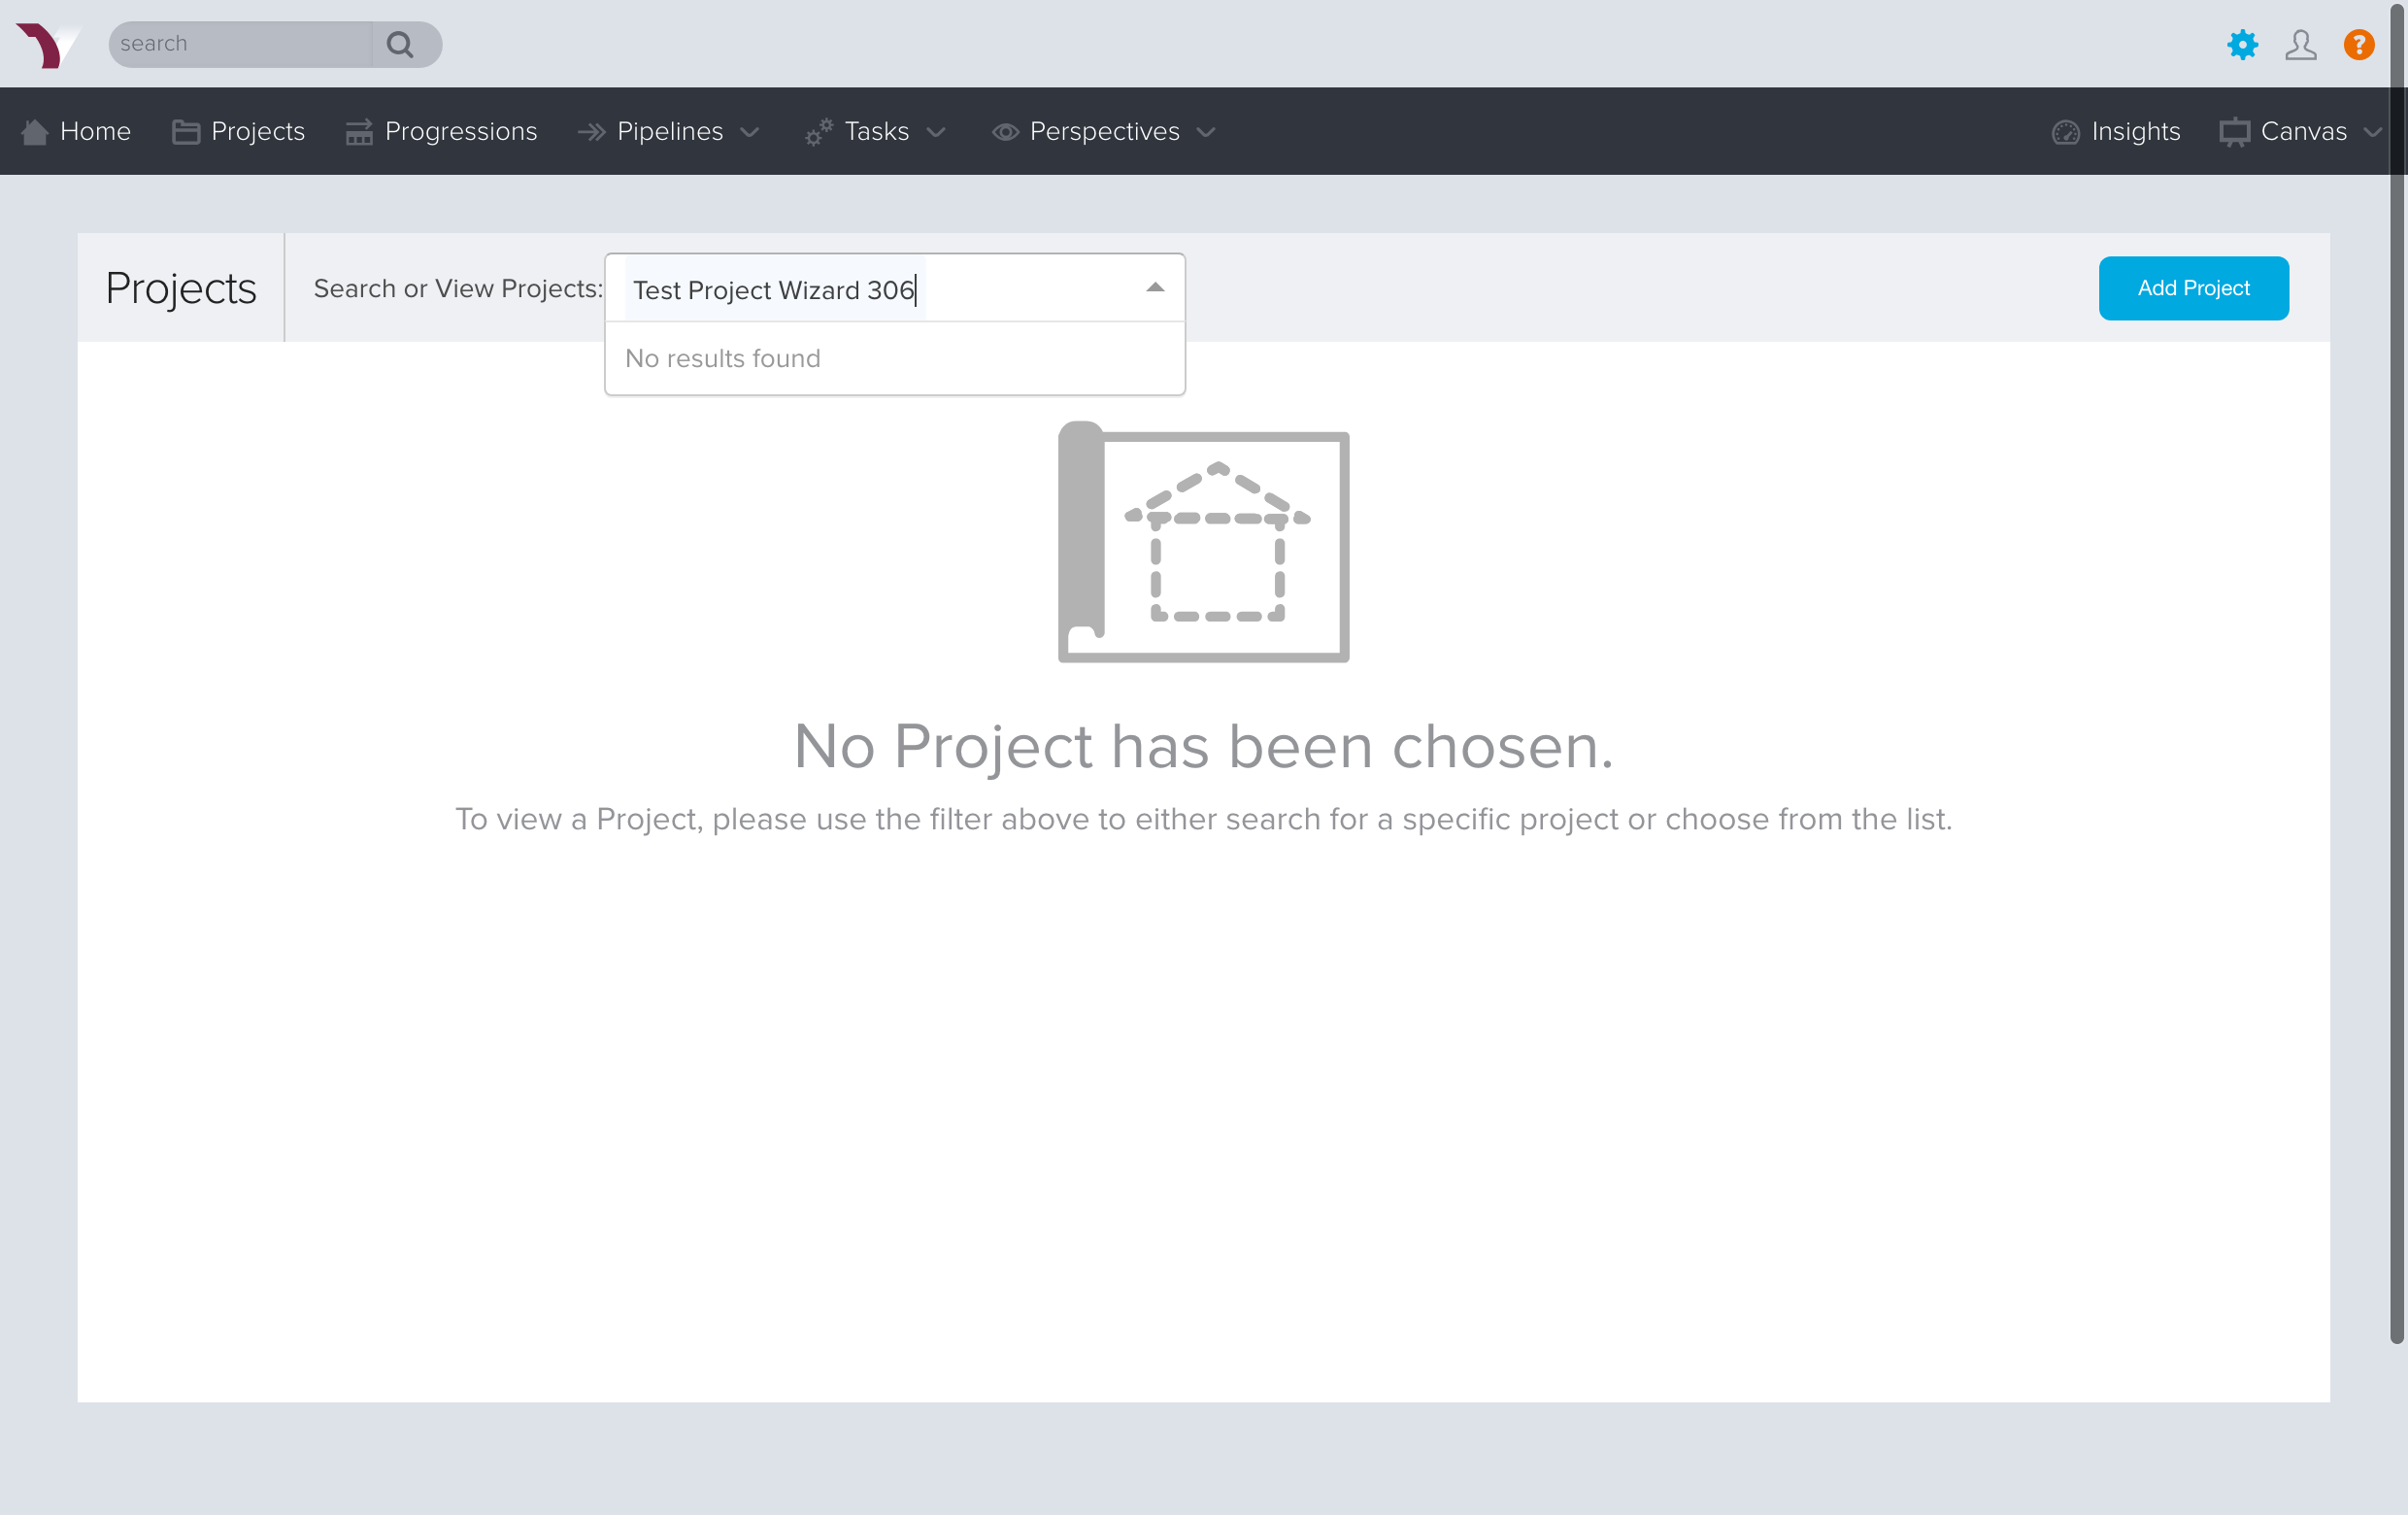 search
Home
Projects
Progressions
Pipelines
Tasks
Perspectives
Insights
Canvas
Projects
Search or View Projects:
Test Project Wizard 306
Add Project
No results found
No Project has been chosen.
To view a Project, please use the filter above to either search for a specific project or choose from the list.